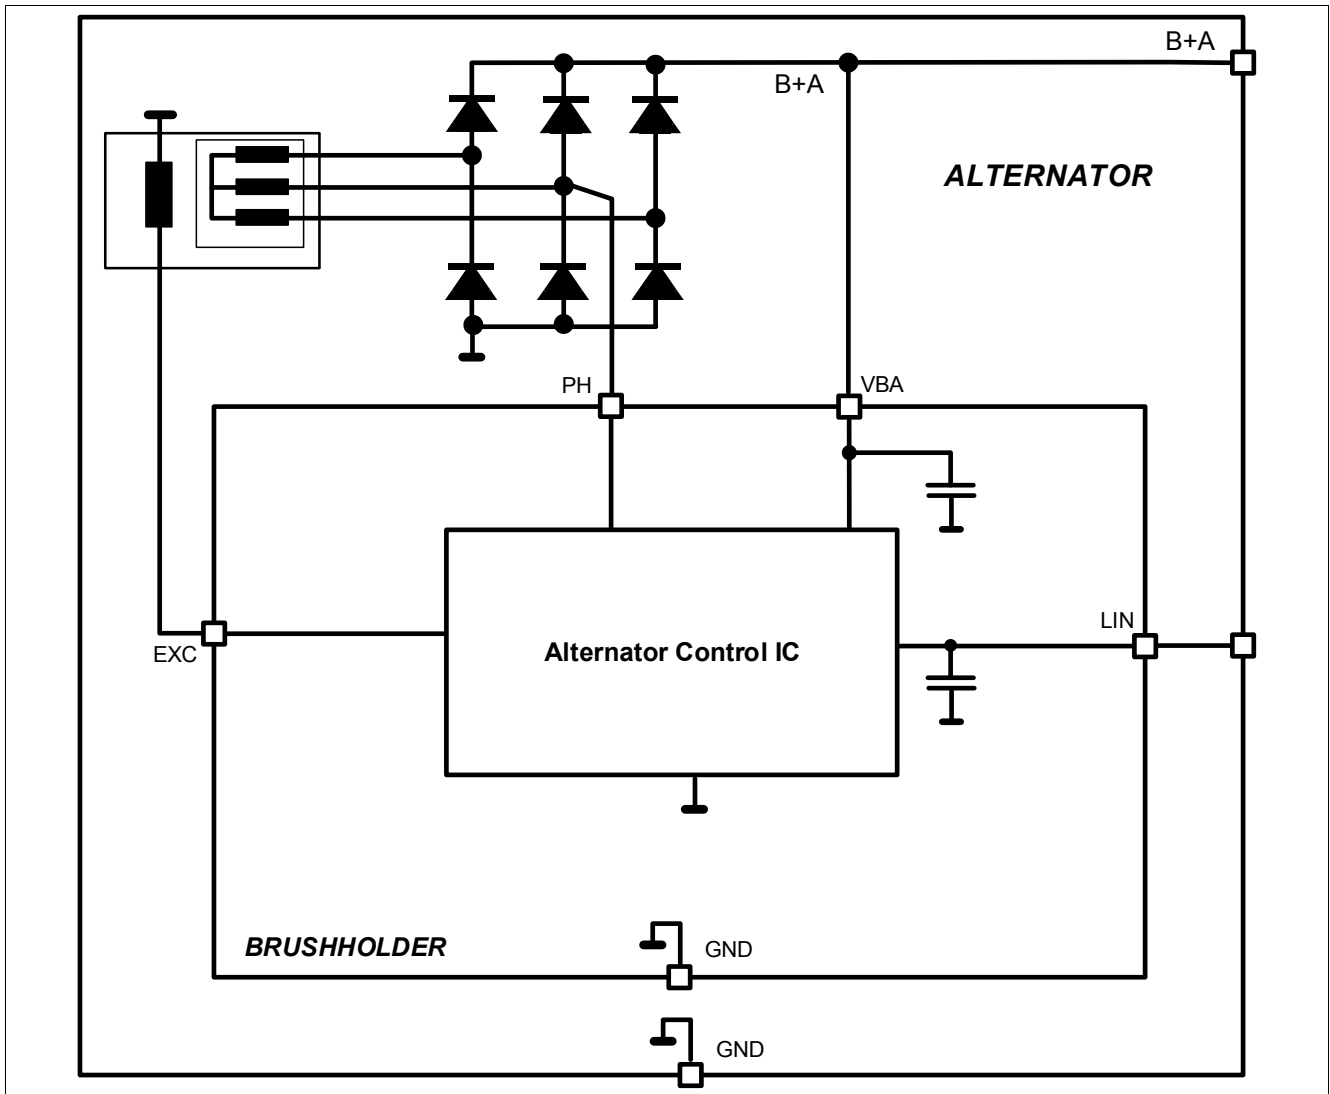 B+A
B+A
ALTERNATOR
PH
VBA
LIN
EXC
Alternator Control IC
BRUSHHOLDER
GND
GND